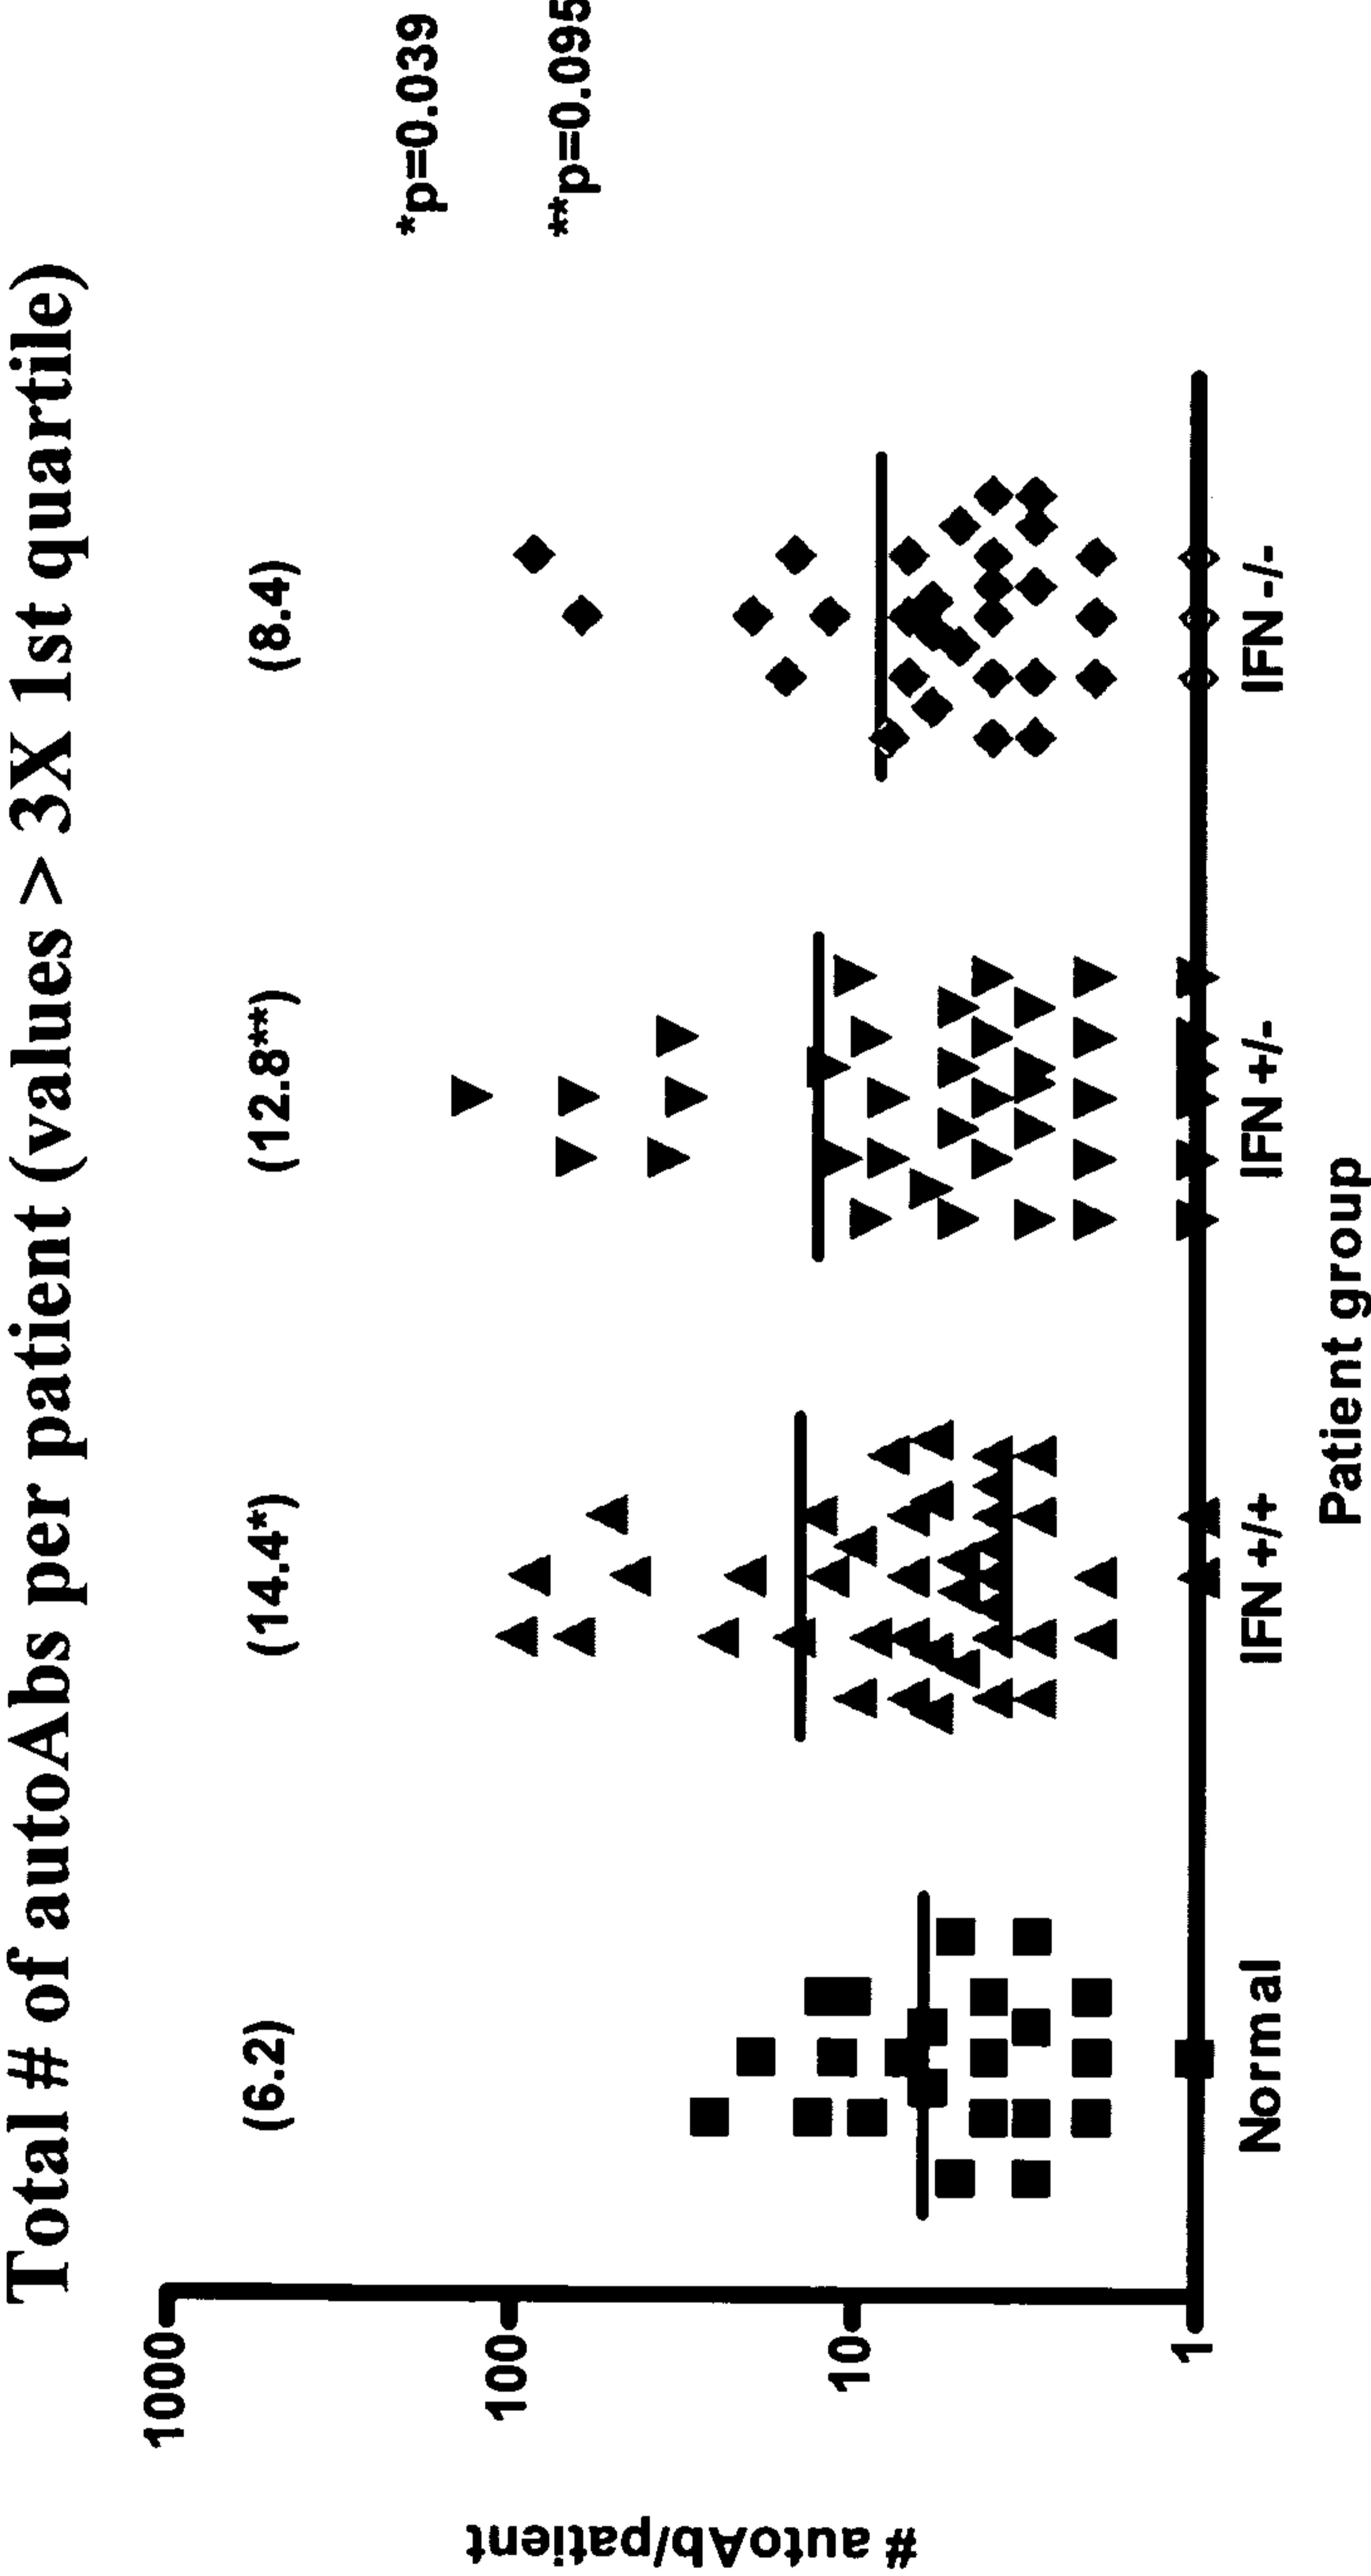 Total # of autoAbs per patient (values > 3X 1st quartile)
(6.2)
(14.4*)
(12.8**)
(8.4)
*p=0.039
**p=0.095
# autoAb/patient
1000
100
10
1
Normal
IFN +/+
IFN +/-
IFN -/-
Patient group